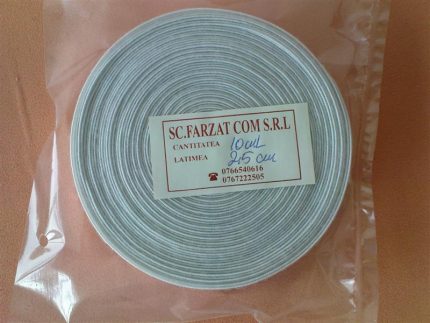 SC.FARZAT COM S.R.L
CANTITATEA 10 mL
LATIMEA 2,5 cm
☎ 0766540616
0767222505